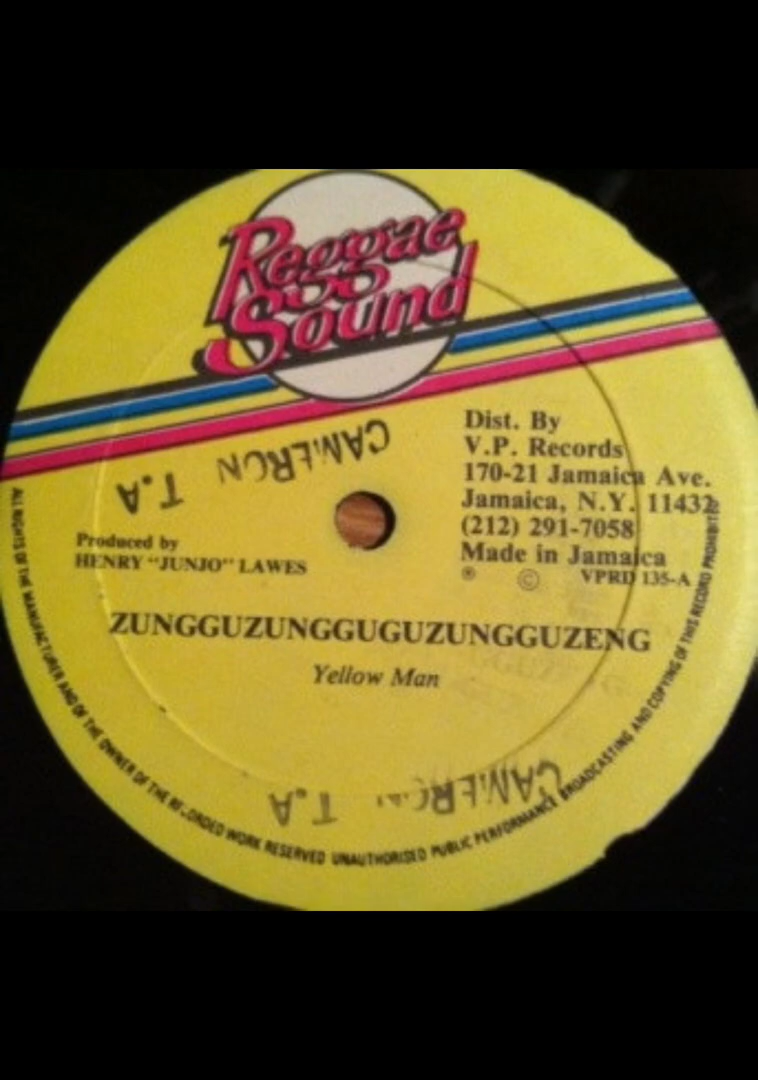 Reggae
Sound
CAMERON T.A
Dist. By
V.P. Records
170-21 Jamaica Ave.
Jamaica, N.Y. 11432
(212) 291-7058
Made in Jamaica
℗ © VPRD 135-A
Produced by
HENRY "JUNJO" LAWES
ZUNGGUZUNGGUGUZUNGGUZENG
Yellow Man
CAMERON T.A
ALL RIGHTS OF THE MANUFACTURER AND OF THE OWNER OF THE RECORDED WORK RESERVED UNAUTHORISED PUBLIC PERFORMANCE BROADCASTING AND COPYING OF THIS RECORD PROHIBITED